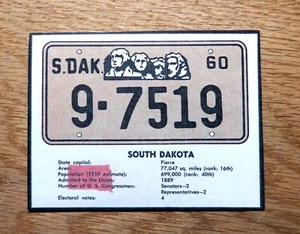 S.DAK. 60
9-7519
SOUTH DAKOTA
State capital: Pierre
Area: 77,047 sq. miles (rank: 16th)
Population (1959 estimate): 699,000 (rank: 40th)
Admitted to the Union: 1889
Number of U. S. Congressmen: Senators-2
Representatives-2
Electoral votes: 4